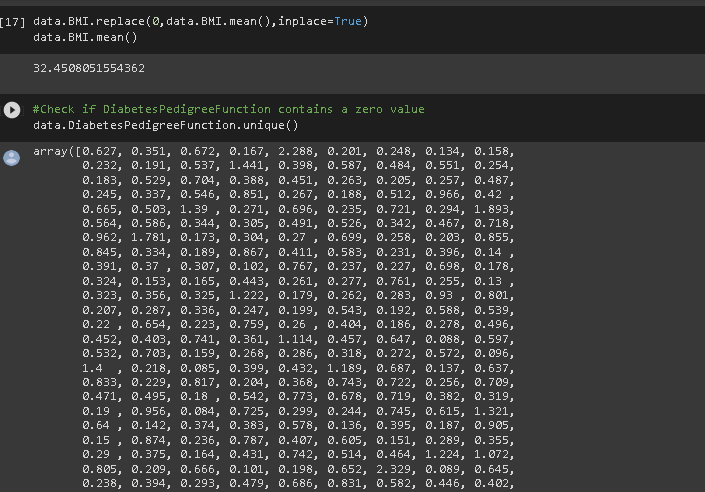 [17] data.BMI.replace(0,data.BMI.mean(),inplace=True)
data.BMI.mean()
32.4508051554362
#Check if DiabetesPedigreeFunction contains a zero value
data.DiabetesPedigreeFunction.unique()
array([0.627, 0.351, 0.672, 0.167, 2.288, 0.201, 0.248, 0.134, 0.158,
0.232, 0.191, 0.537, 1.441, 0.398, 0.587, 0.484, 0.551, 0.254,
0.183, 0.529, 0.704, 0.388, 0.451, 0.263, 0.205, 0.257, 0.487,
0.245, 0.337, 0.546, 0.851, 0.267, 0.188, 0.512, 0.966, 0.42 ,
0.665, 0.503, 1.39 , 0.271, 0.696, 0.235, 0.721, 0.294, 1.893,
0.564, 0.586, 0.344, 0.305, 0.491, 0.526, 0.342, 0.467, 0.718,
0.962, 1.781, 0.173, 0.304, 0.27 , 0.699, 0.258, 0.203, 0.855,
0.845, 0.334, 0.189, 0.867, 0.411, 0.583, 0.231, 0.396, 0.14 ,
0.391, 0.37 , 0.307, 0.102, 0.767, 0.237, 0.227, 0.698, 0.178,
0.324, 0.153, 0.165, 0.443, 0.261, 0.277, 0.761, 0.255, 0.13 ,
0.323, 0.356, 0.325, 1.222, 0.179, 0.262, 0.283, 0.93 , 0.801,
0.207, 0.287, 0.336, 0.247, 0.199, 0.543, 0.192, 0.588, 0.539,
0.22 , 0.654, 0.223, 0.759, 0.26 , 0.404, 0.186, 0.278, 0.496,
0.452, 0.403, 0.741, 0.361, 1.114, 0.457, 0.647, 0.088, 0.597,
0.532, 0.703, 0.159, 0.268, 0.286, 0.318, 0.272, 0.572, 0.096,
1.4  , 0.218, 0.085, 0.399, 0.432, 1.189, 0.687, 0.137, 0.637,
0.833, 0.229, 0.817, 0.204, 0.368, 0.743, 0.722, 0.256, 0.709,
0.471, 0.495, 0.18 , 0.542, 0.773, 0.678, 0.719, 0.382, 0.319,
0.19 , 0.956, 0.084, 0.725, 0.299, 0.244, 0.745, 0.615, 1.321,
0.64 , 0.142, 0.374, 0.383, 0.578, 0.136, 0.395, 0.187, 0.905,
0.15 , 0.874, 0.236, 0.787, 0.407, 0.605, 0.151, 0.289, 0.355,
0.29 , 0.375, 0.164, 0.431, 0.742, 0.514, 0.464, 1.224, 1.072,
0.805, 0.209, 0.666, 0.101, 0.198, 0.652, 2.329, 0.089, 0.645,
0.238, 0.394, 0.293, 0.479, 0.686, 0.831, 0.582, 0.446, 0.402,